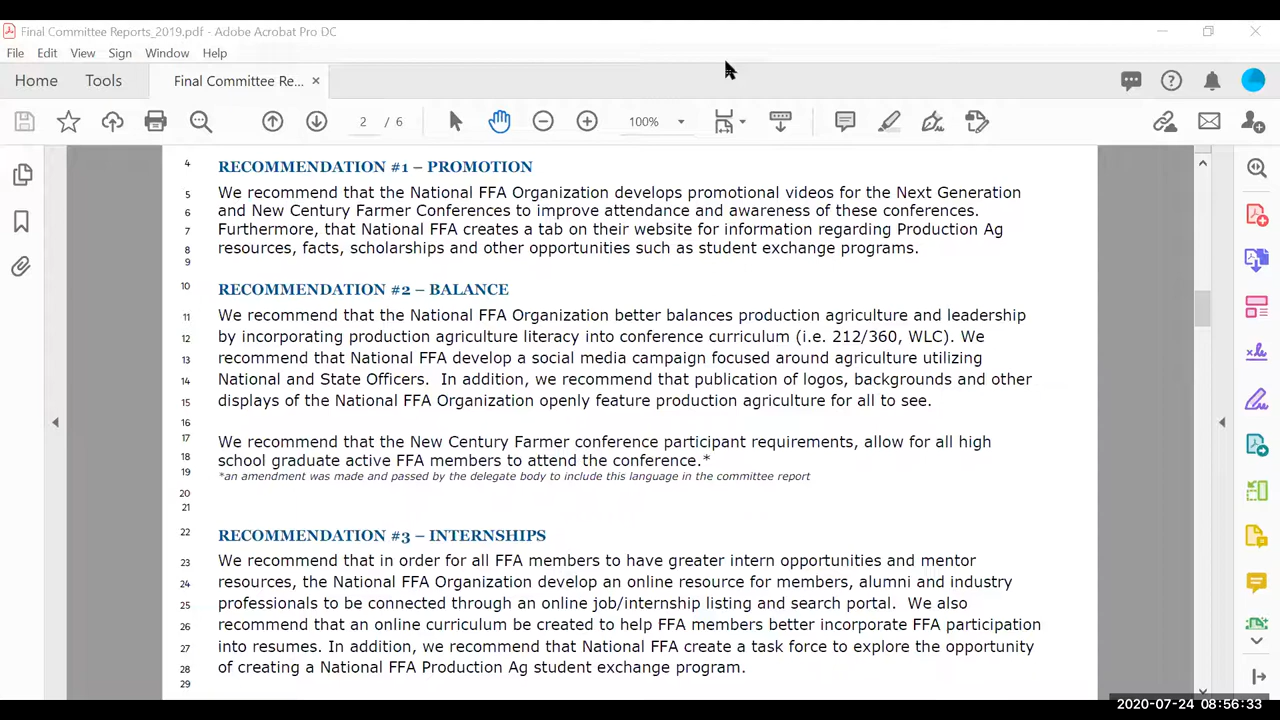 Final Committee Reports_2019.pdf - Adobe Acrobat Pro DC
File Edit View Sign Window Help
Home Tools Final Committee Re... ×
2 / 6 100%
4 RECOMMENDATION #1 – PROMOTION
5 We recommend that the National FFA Organization develops promotional videos for the Next Generation
6 and New Century Farmer Conferences to improve attendance and awareness of these conferences.
7 Furthermore, that National FFA creates a tab on their website for information regarding Production Ag
8 resources, facts, scholarships and other opportunities such as student exchange programs.
9
10 RECOMMENDATION #2 – BALANCE
11 We recommend that the National FFA Organization better balances production agriculture and leadership
12 by incorporating production agriculture literacy into conference curriculum (i.e. 212/360, WLC). We
13 recommend that National FFA develop a social media campaign focused around agriculture utilizing
14 National and State Officers. In addition, we recommend that publication of logos, backgrounds and other
15 displays of the National FFA Organization openly feature production agriculture for all to see.
16
17 We recommend that the New Century Farmer conference participant requirements, allow for all high
18 school graduate active FFA members to attend the conference.*
19 *an amendment was made and passed by the delegate body to include this language in the committee report
20
21
22 RECOMMENDATION #3 – INTERNSHIPS
23 We recommend that in order for all FFA members to have greater intern opportunities and mentor
24 resources, the National FFA Organization develop an online resource for members, alumni and industry
25 professionals to be connected through an online job/internship listing and search portal. We also
26 recommend that an online curriculum be created to help FFA members better incorporate FFA participation
27 into resumes. In addition, we recommend that National FFA create a task force to explore the opportunity
28 of creating a National FFA Production Ag student exchange program.
29
2020-07-24 08:56:33